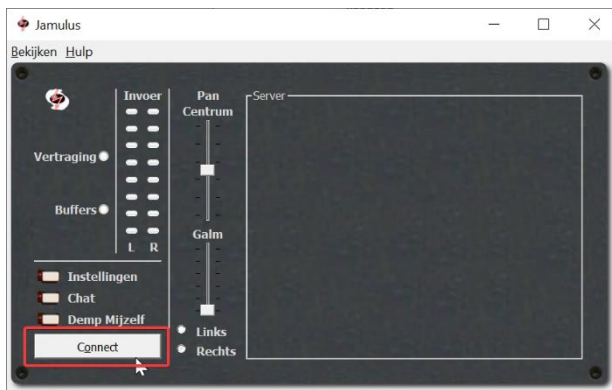 Jamulus
Bekijken Hulp
Invoer
Vertraging
Buffers
L R
Instellingen
Chat
Demp Mijzelf
Connect
Pan
Centrum
Galm
Links
Rechts
Server